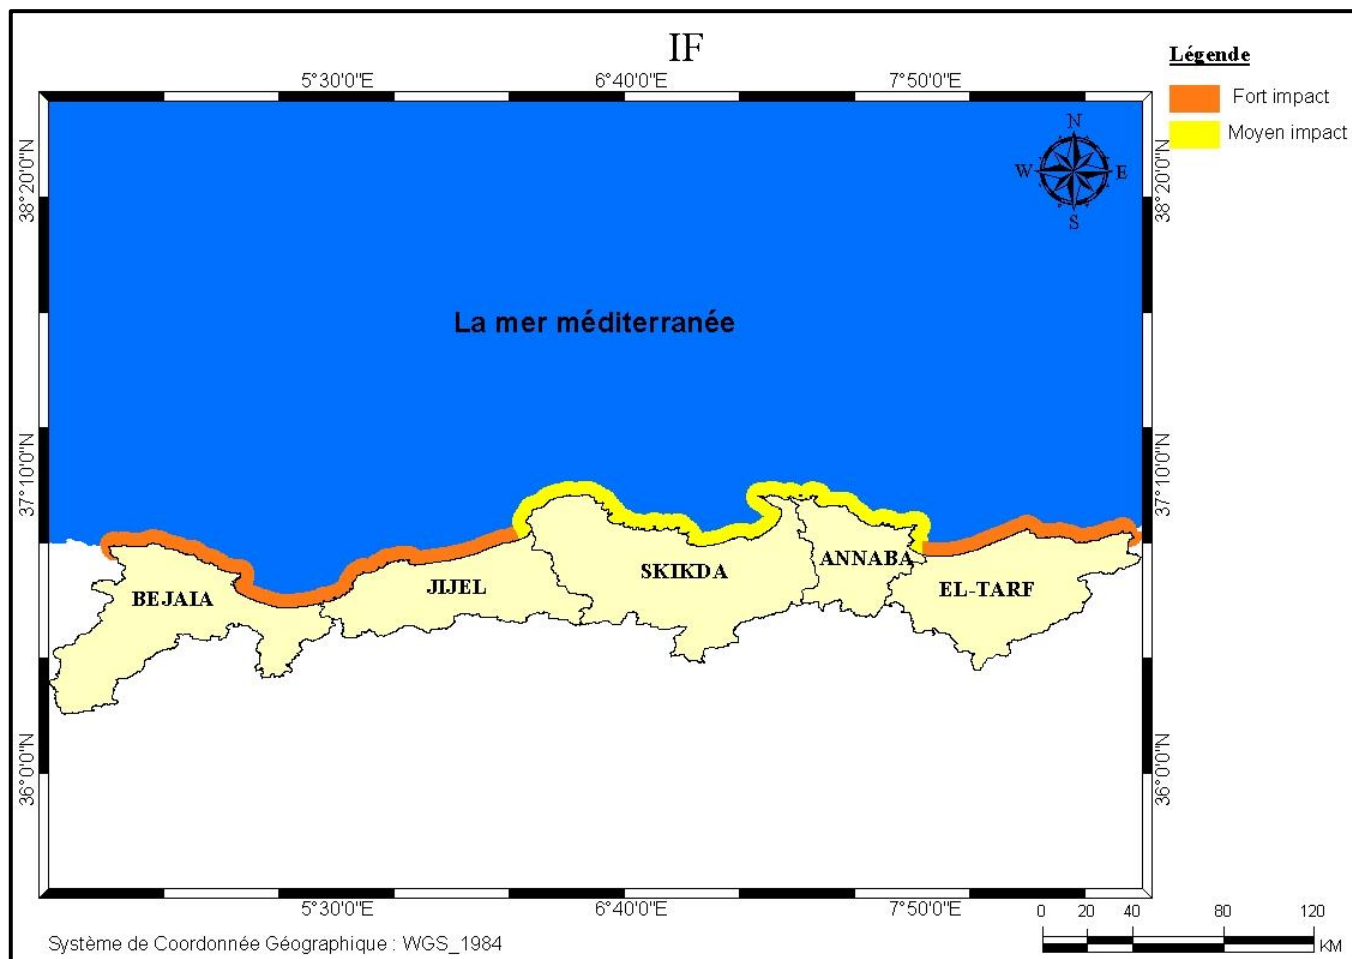 IF
Légende
Fort impact
Moyen impact
5°30'0"E 6°40'0"E 7°50'0"E
38°20'0"N 38°20'0"N
N
W E
S
La mer méditerranée
37°10'0"N 37°10'0"N
BEJAIA JIJEL SKIKDA ANNABA EL-TARF
36°0'0"N 36°0'0"N
5°30'0"E 6°40'0"E 7°50'0"E
0 20 40 80 120
KM
Système de Coordonnée Géographique : WGS_1984